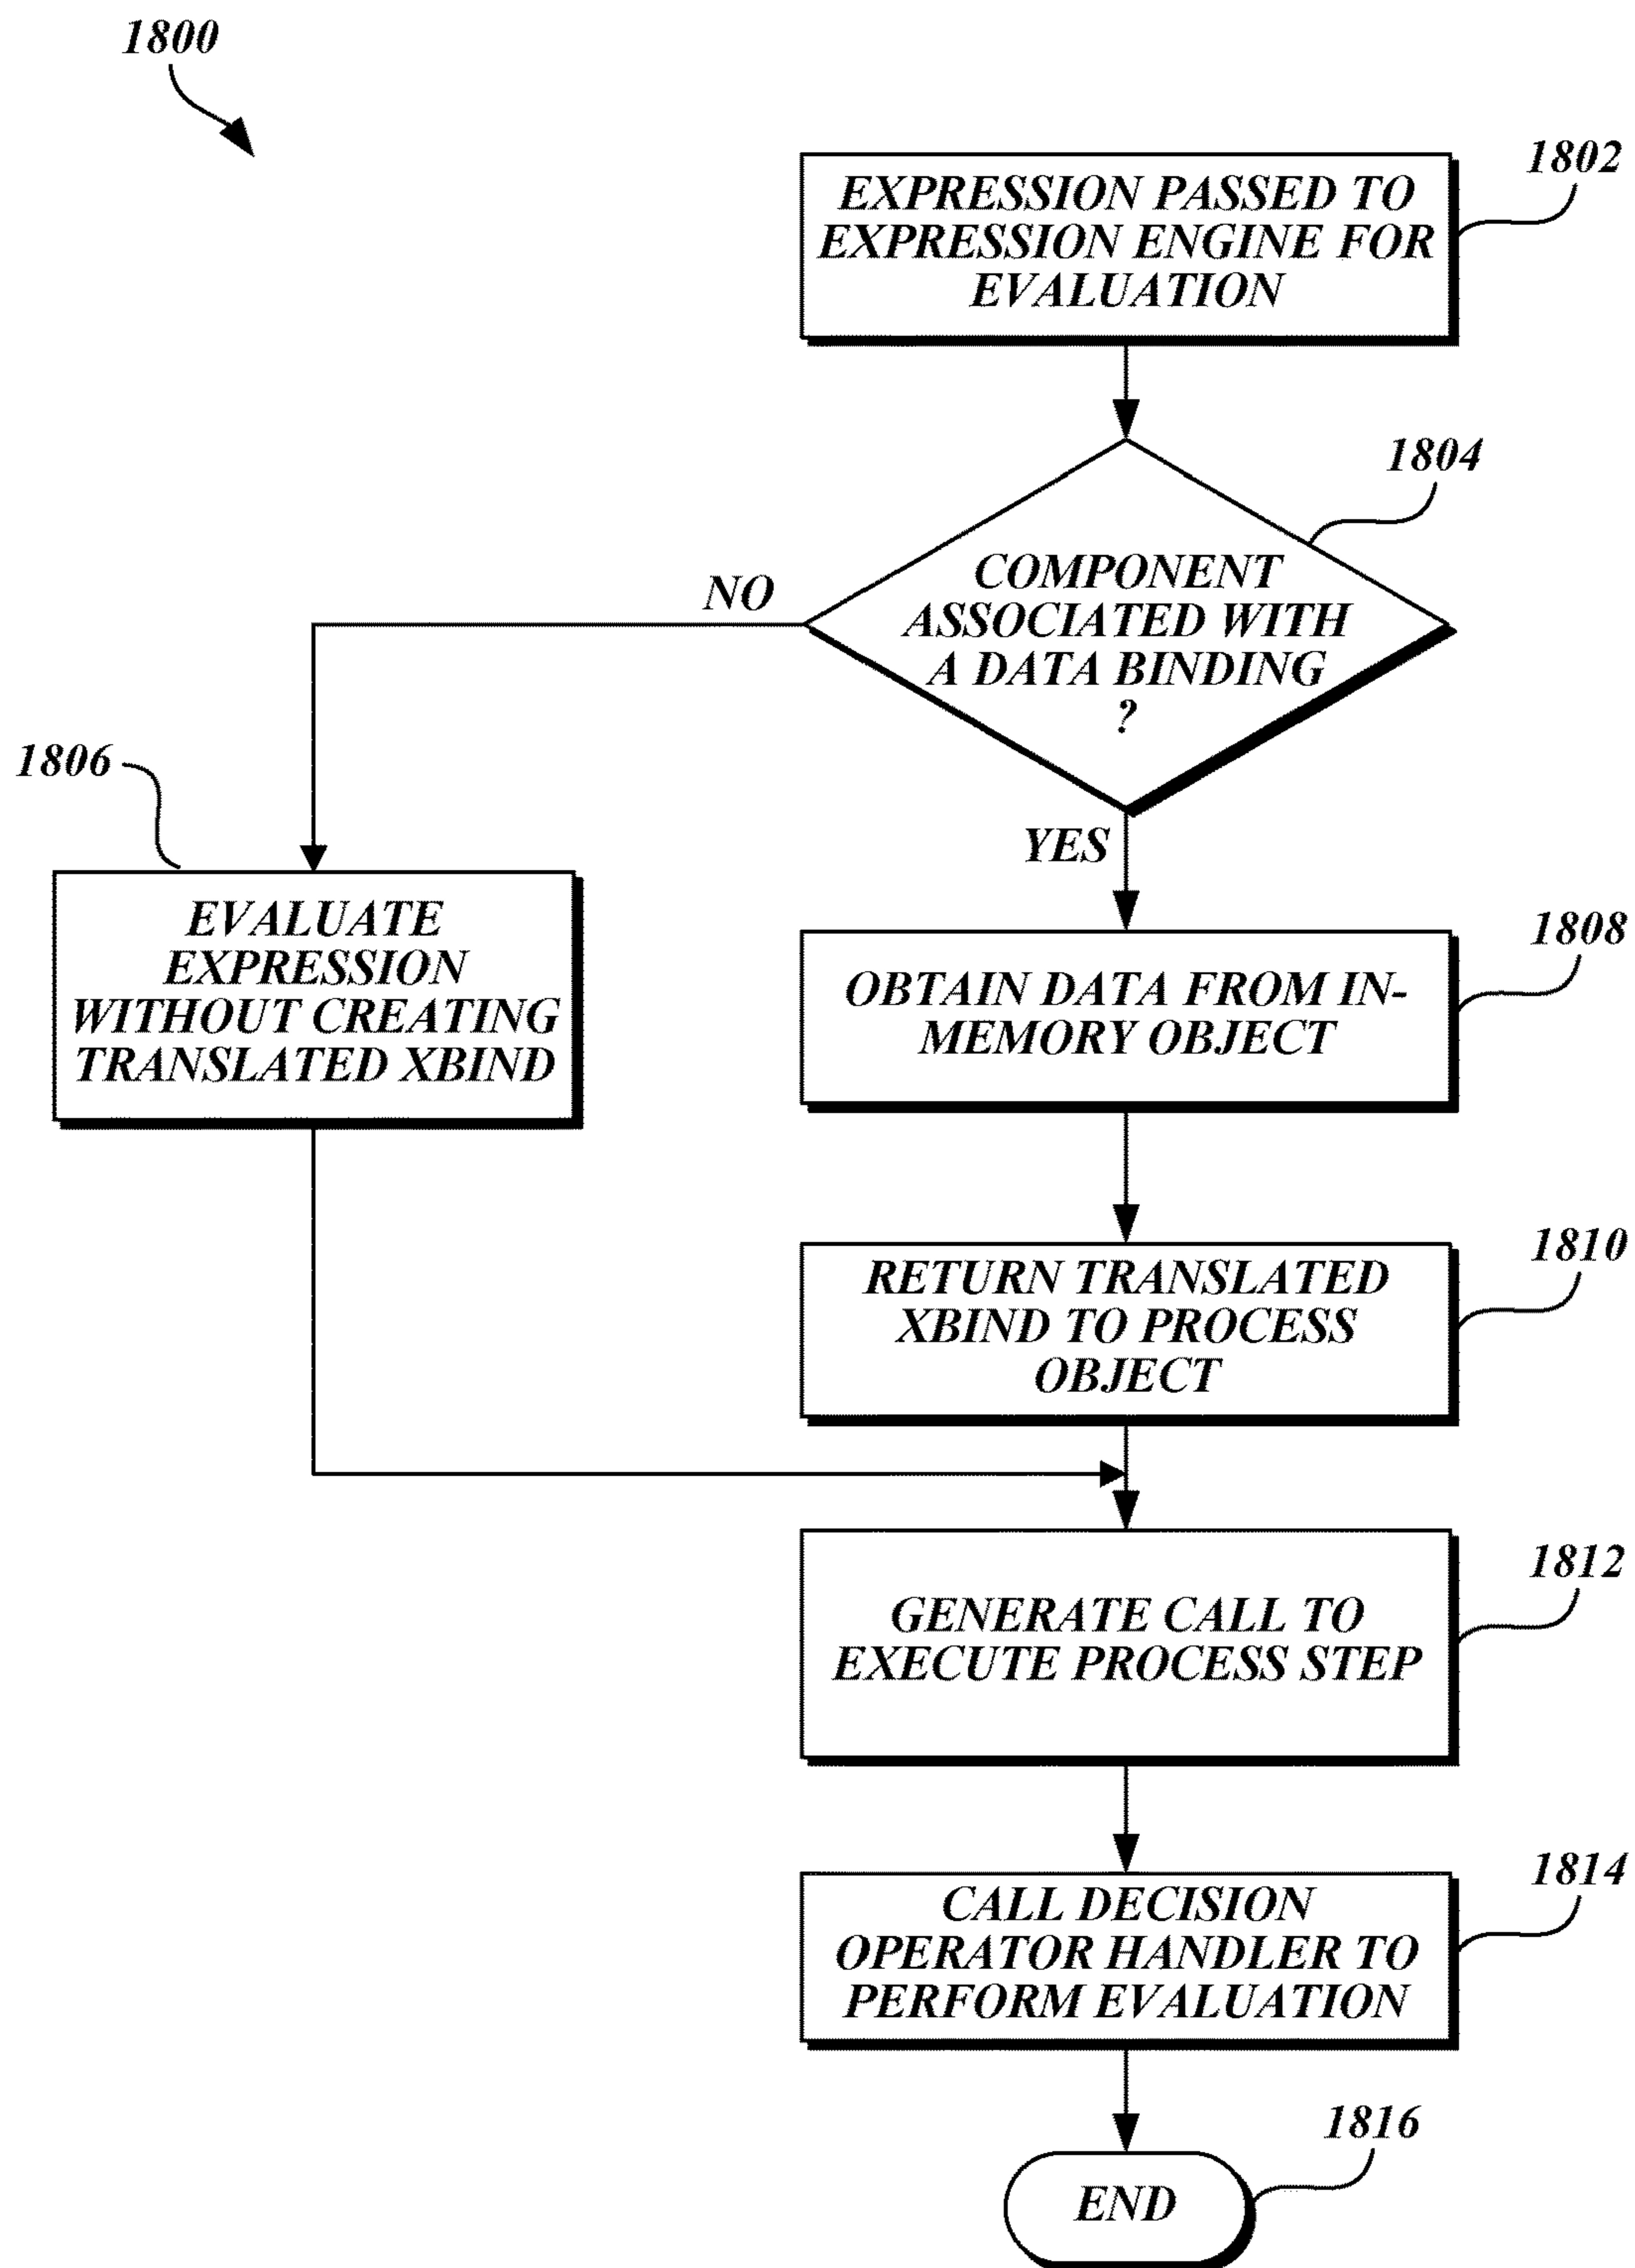 1800
1802
EXPRESSION PASSED TO
EXPRESSION ENGINE FOR
EVALUATION
1804
COMPONENT
ASSOCIATED WITH
A DATA BINDING
?
NO
YES
1806
EVALUATE
EXPRESSION
WITHOUT CREATING
TRANSLATED XBIND
1808
OBTAIN DATA FROM IN-
MEMORY OBJECT
1810
RETURN TRANSLATED
XBIND TO PROCESS
OBJECT
1812
GENERATE CALL TO
EXECUTE PROCESS STEP
1814
CALL DECISION
OPERATOR HANDLER TO
PERFORM EVALUATION
1816
END